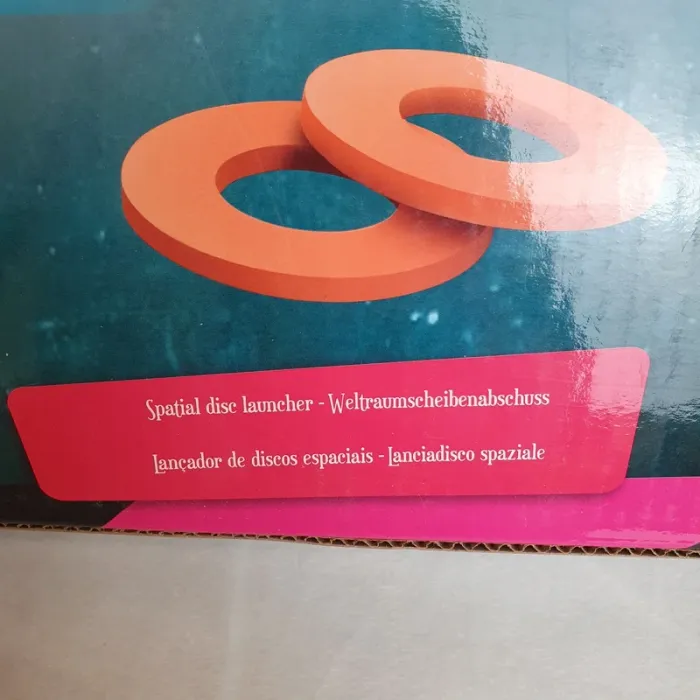 Spatial disc launcher - Weltraumscheibenabschuss
Lançador de discos espaciais - Lanciadisco spaziale